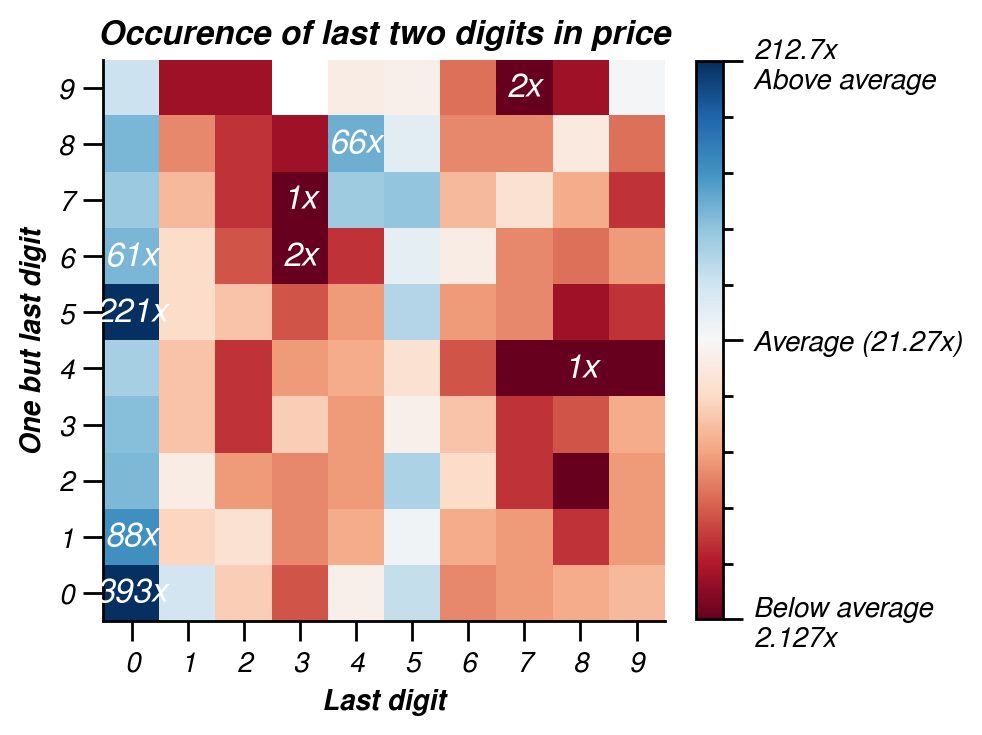 Occurence of last two digits in price
212.7x
Above average
9
2x
8
66x
7
1x
6
61x
2x
One but last digit
5
221x
Average (21.27x)
4
1x
3
2
1
88x
0
393x
Below average
2.127x
0 1 2 3 4 5 6 7 8 9
Last digit